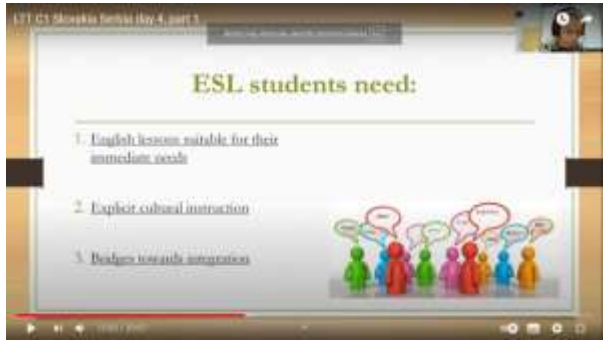 LTT C1 Slovakia Serbia day 4, part 1
ESL students need:
1. English lessons suitable for their
immediate needs
2. Explicit cultural instruction
3. Bridges towards integration